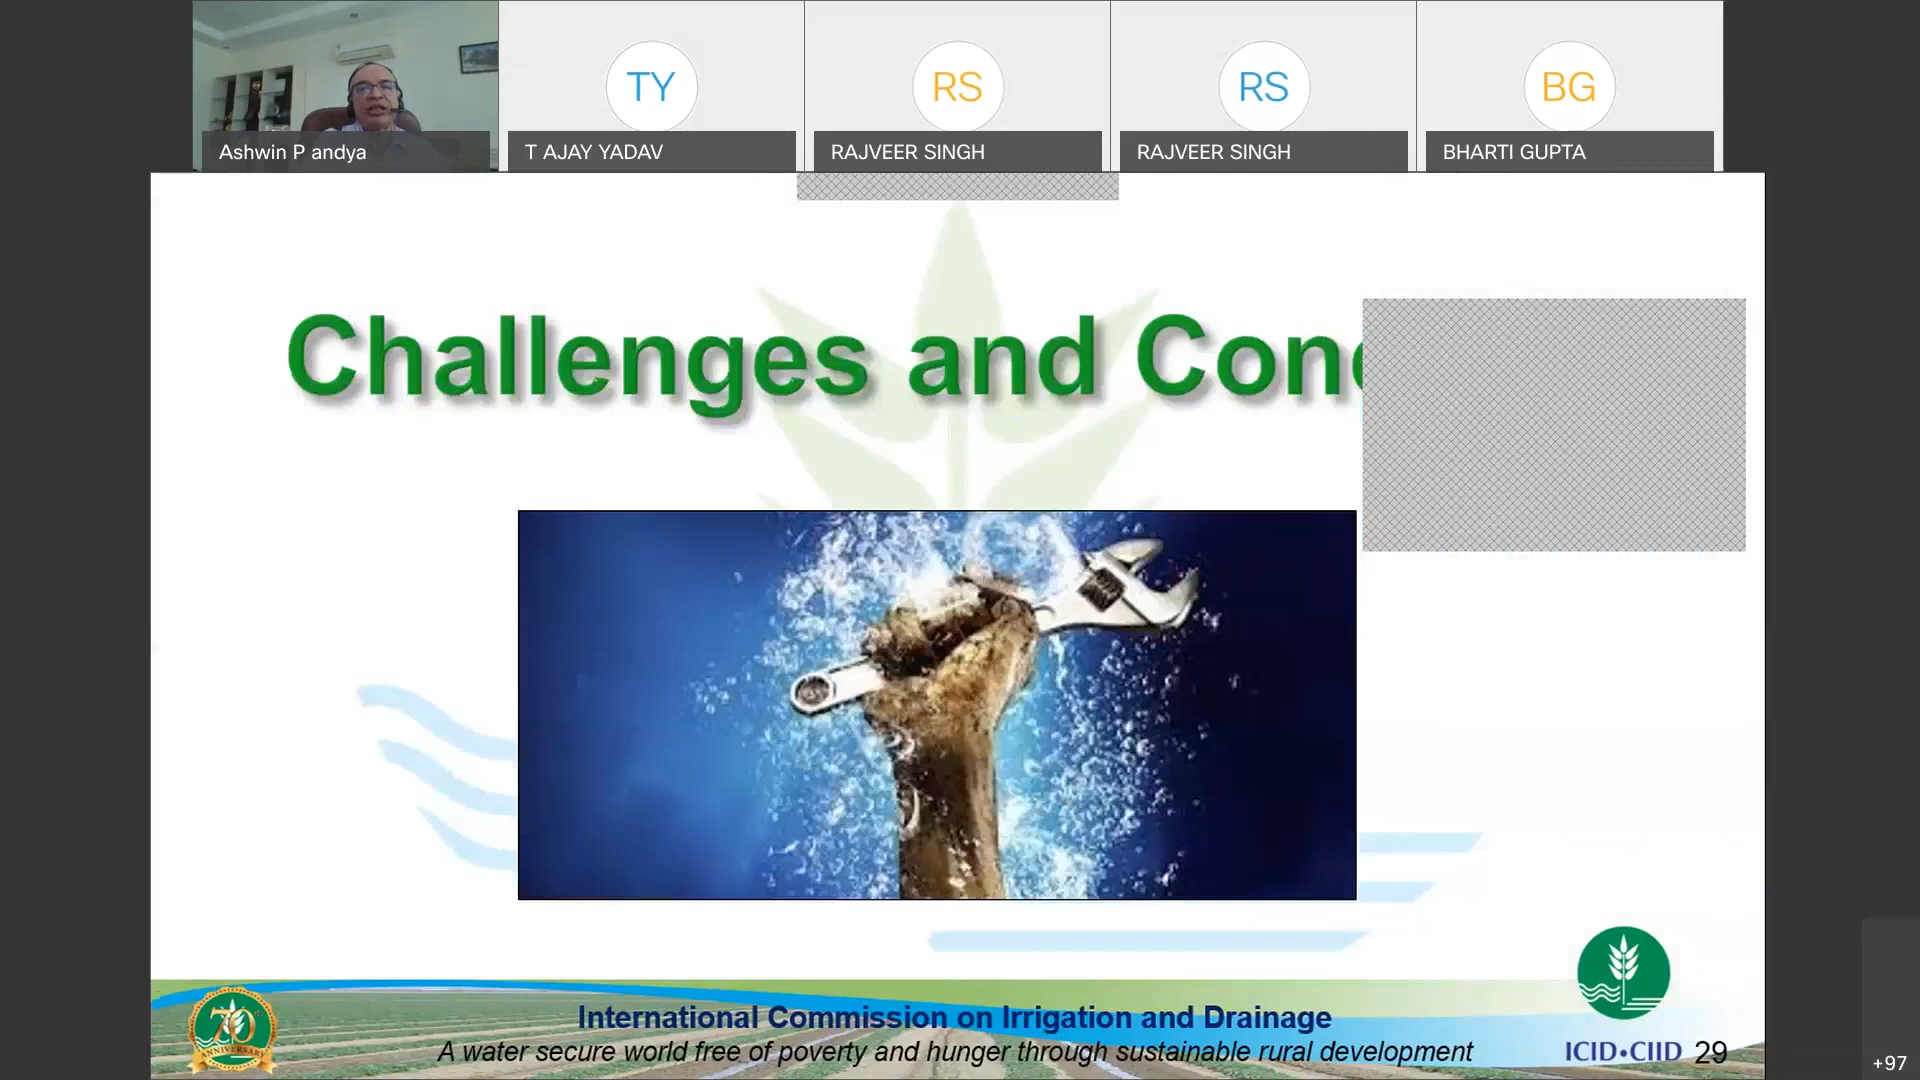 TY
RS
RS
BG
Ashwin P andya
T AJAY YADAV
RAJVEER SINGH
RAJVEER SINGH
BHARTI GUPTA
Challenges and
70
ANNIVERSARY
International Commission on Irrigation and Drainage
A water secure world free of poverty and hunger through sustainable rural development
ICID•CIID 29
+97